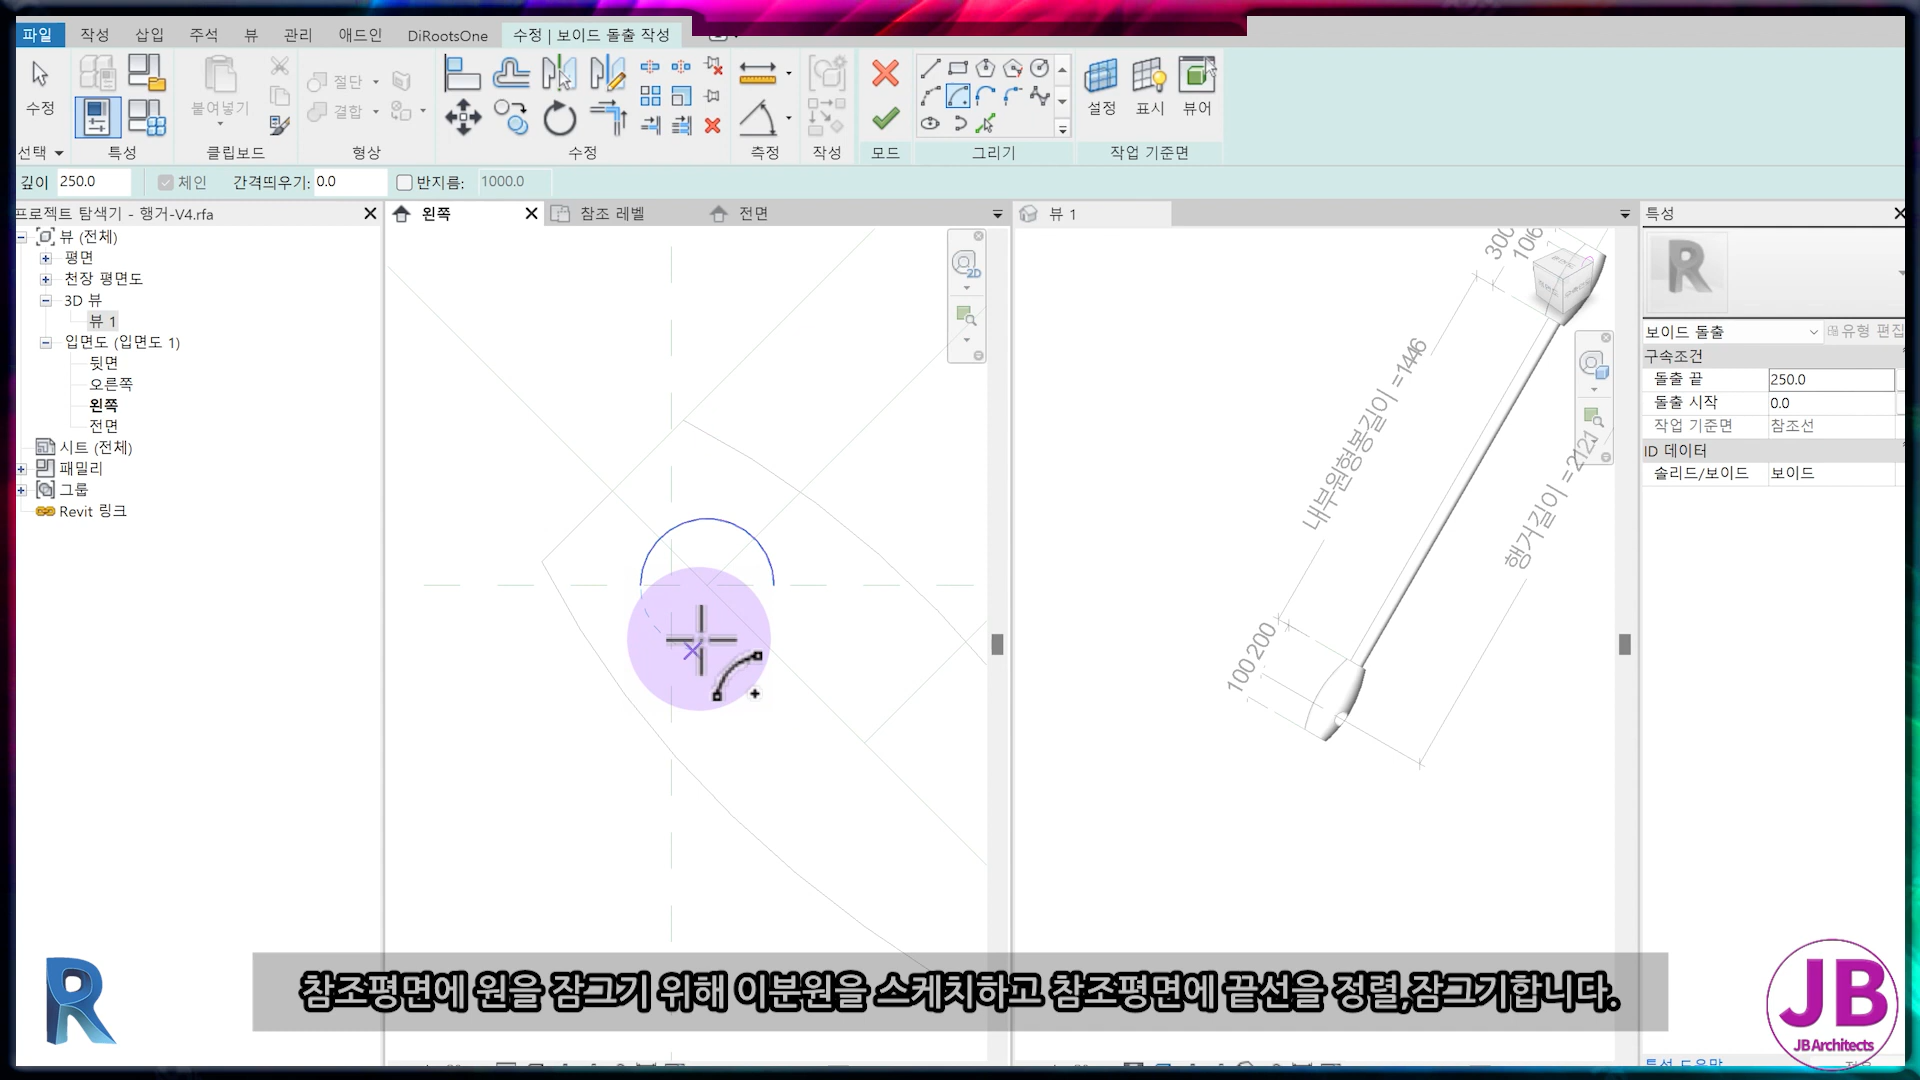 파일 작성 삽입 주석 뷰 관리 애드인 DiRootsOne 수정 | 보이드 돌출 작성
수정 붙여넣기 절단 결합 설정 표시 뷰어
선택 특성 클립보드 형상 수정 측정 작성 모드 그리기 작업 기준면
깊이 250.0 체인 간격띄우기: 0.0 반지름: 1000.0
프로젝트 탐색기 - 행거-V4.rfa
뷰 (전체)
평면
천장 평면도
3D 뷰
뷰 1
입면도 (입면도 1)
뒷면
오른쪽
왼쪽
전면
시트 (전체)
패밀리
그룹
Revit 링크
왼쪽 참조 레벨 전면
2D
뷰 1
300
106
내부원형봉길이 =1446
행거길이 =2121
200
100
특성
R
보이드 돌출 유형 편집
구속조건
돌출 끝 250.0
돌출 시작 0.0
작업 기준면 참조선
ID 데이터
솔리드/보이드 보이드
참조평면에 원을 잠그기 위해 이분원을 스케치하고 참조평면에 끝선을 정렬,잠그기합니다.
R
JB
JB Architects